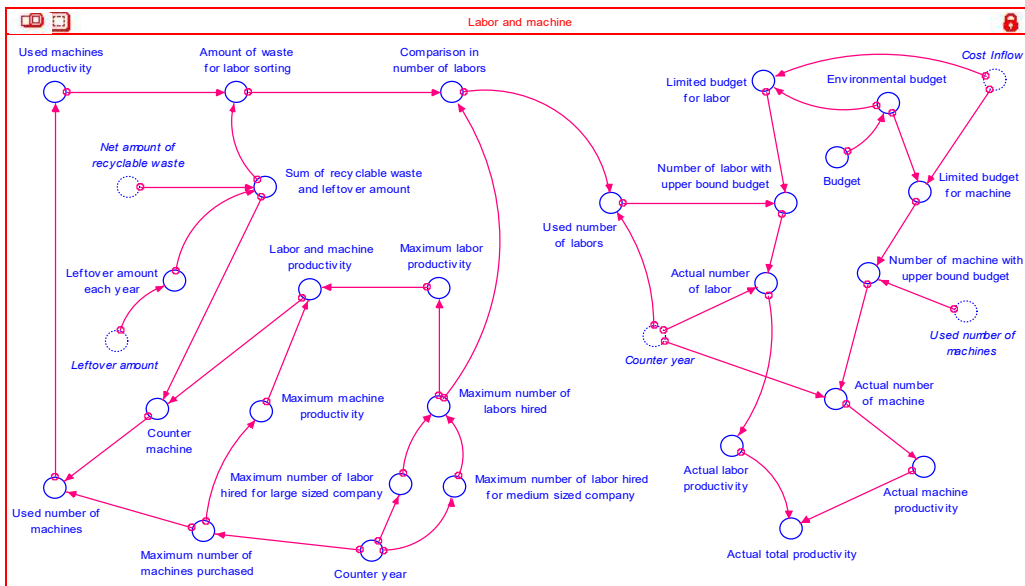 Labor and machine
Used machines
productivity
Amount of waste
for labor sorting
Comparison in
number of labors
Limited budget
for labor
Environmental budget
Cost Inflow
Net amount of
recyclable waste
Sum of recyclable waste
and leftover amount
Number of labor with
upper bound budget
Budget
Limited budget
for machine
Used number
of labors
Leftover amount
each year
Labor and machine
productivity
Maximum labor
productivity
Actual number
of labor
Number of machine with
upper bound budget
Leftover amount
Counter year
Used number of
machines
Counter
machine
Maximum machine
productivity
Maximum number of
labors hired
Actual number
of machine
Used number of
machines
Maximum number of labor
hired for large sized company
Maximum number of labor hired
for medium sized company
Actual labor
productivity
Actual machine
productivity
Maximum number of
machines purchased
Counter year
Actual total productivity